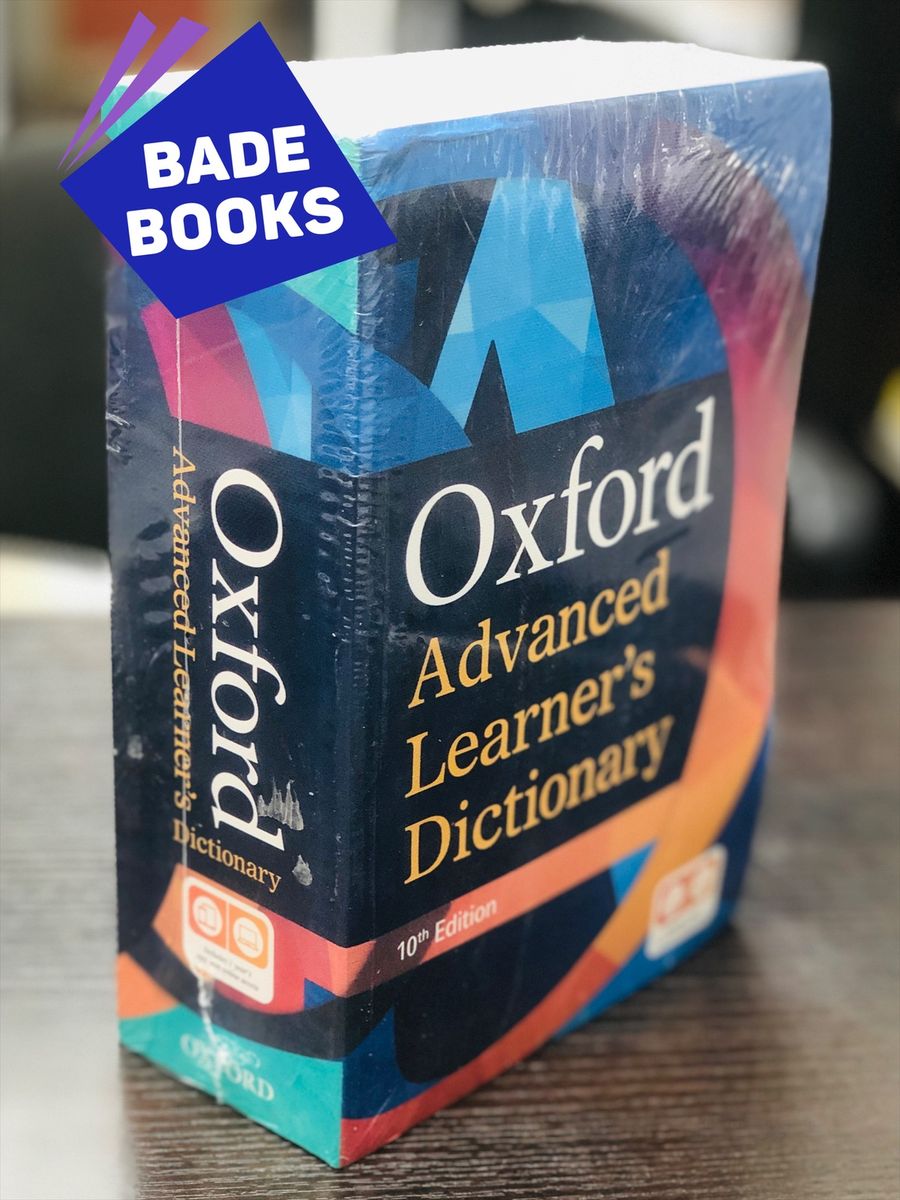 BADE
BOOKS
Oxford
Advanced Learner's Dictionary
OXFORD
Oxford
Advanced
Learner's
Dictionary
10th Edition